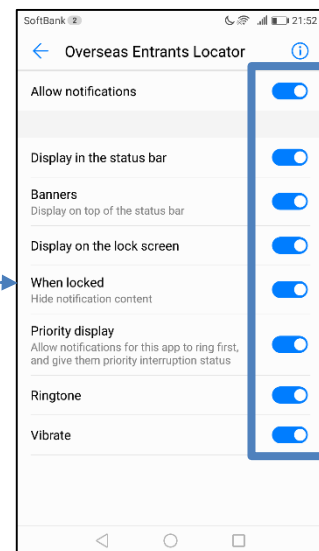 SoftBank 2 21:52
Overseas Entrants Locator
Allow notifications
Display in the status bar
Banners
Display on top of the status bar
Display on the lock screen
When locked
Hide notification content
Priority display
Allow notifications for this app to ring first,
and give them priority interruption status
Ringtone
Vibrate